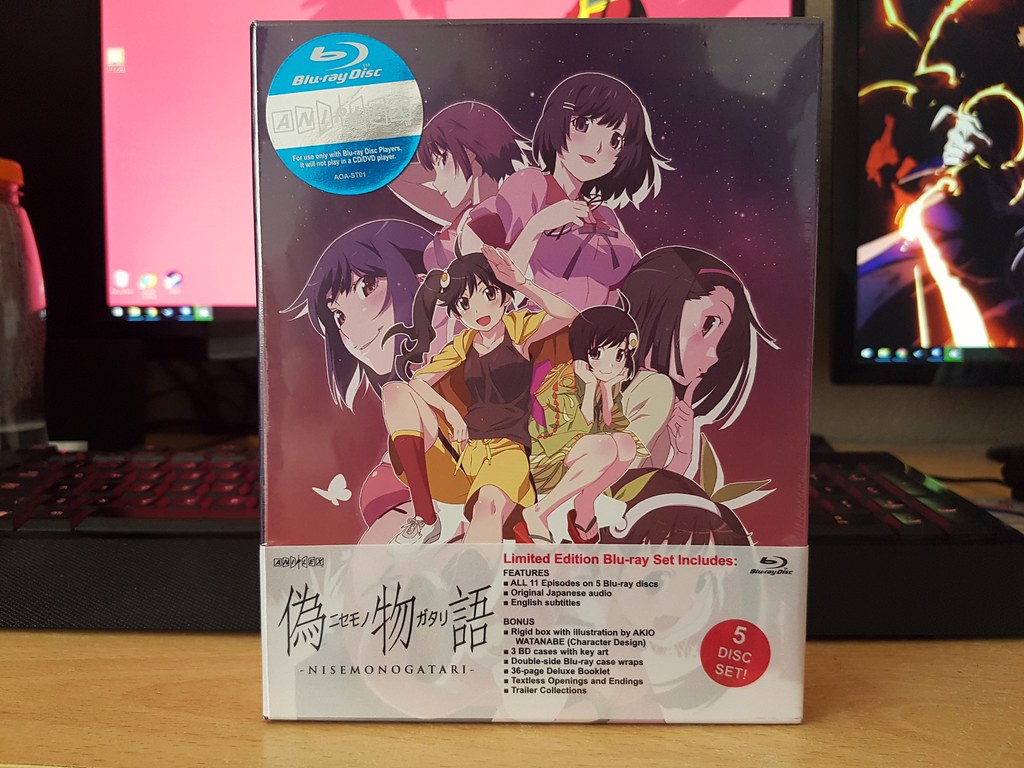 Blu-ray Disc
TM
ANIPLEX
For use only with Blu-ray Disc Players.
It will not play in a CD/DVD player.
AOA-ST01
ANIPLEX
偽ニセモノ物ガタリ語
-NISEMONOGATARI-
Limited Edition Blu-ray Set Includes:
Blu-ray Disc
FEATURES
■ ALL 11 Episodes on 5 Blu-ray discs
■ Original Japanese audio
■ English subtitles
BONUS
■ Rigid box with illustration by AKIO
WATANABE (Character Design)
■ 3 BD cases with key art
■ Double-side Blu-ray case wraps
■ 36-page Deluxe Booklet
■ Textless Openings and Endings
■ Trailer Collections
5
DISC
SET!